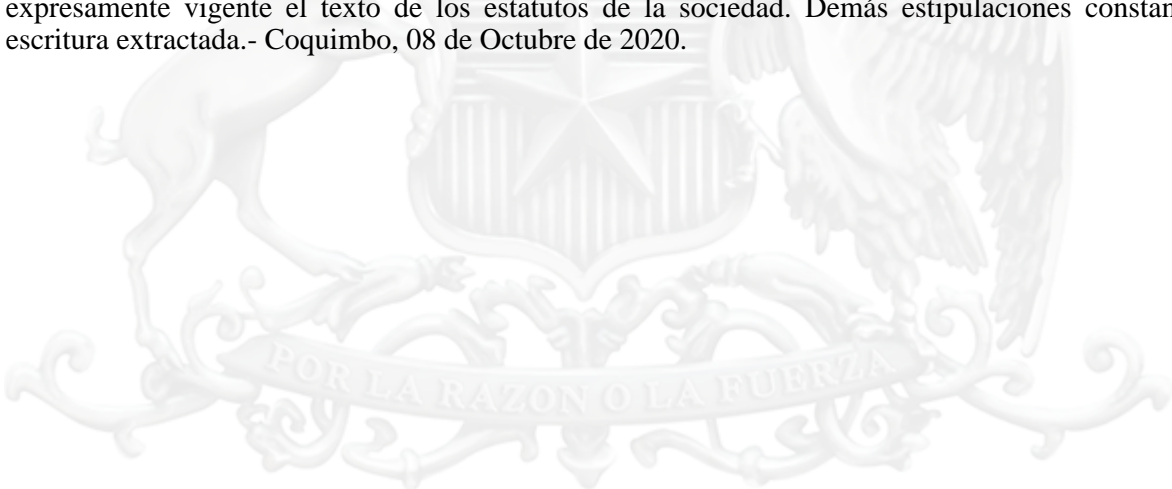 expresamente vigente el texto de los estatutos de la sociedad. Demás estipulaciones constan
escritura extractada.- Coquimbo, 08 de Octubre de 2020.
POR LA RAZON O LA FUERZA